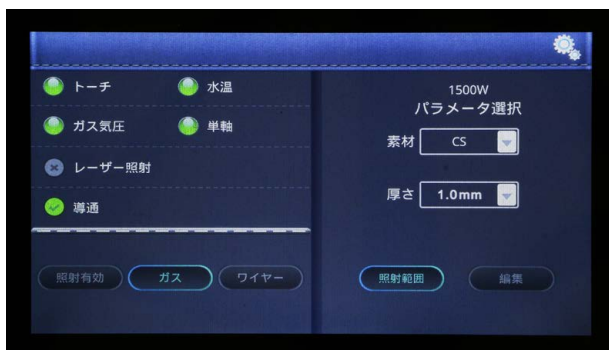 トーチ 水温
ガス気圧 単軸
レーザー照射
導通
照射有効 ガス ワイヤー
1500W
パラメータ選択
素材 CS
厚さ 1.0mm
照射範囲 編集